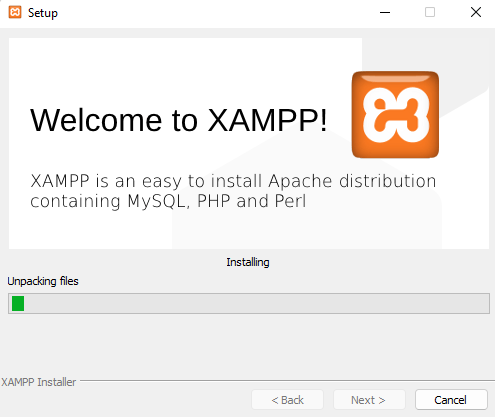 Setup
Welcome to XAMPP!
XAMPP is an easy to install Apache distribution
containing MySQL, PHP and Perl
Installing
Unpacking files
XAMPP Installer
< Back
Next >
Cancel